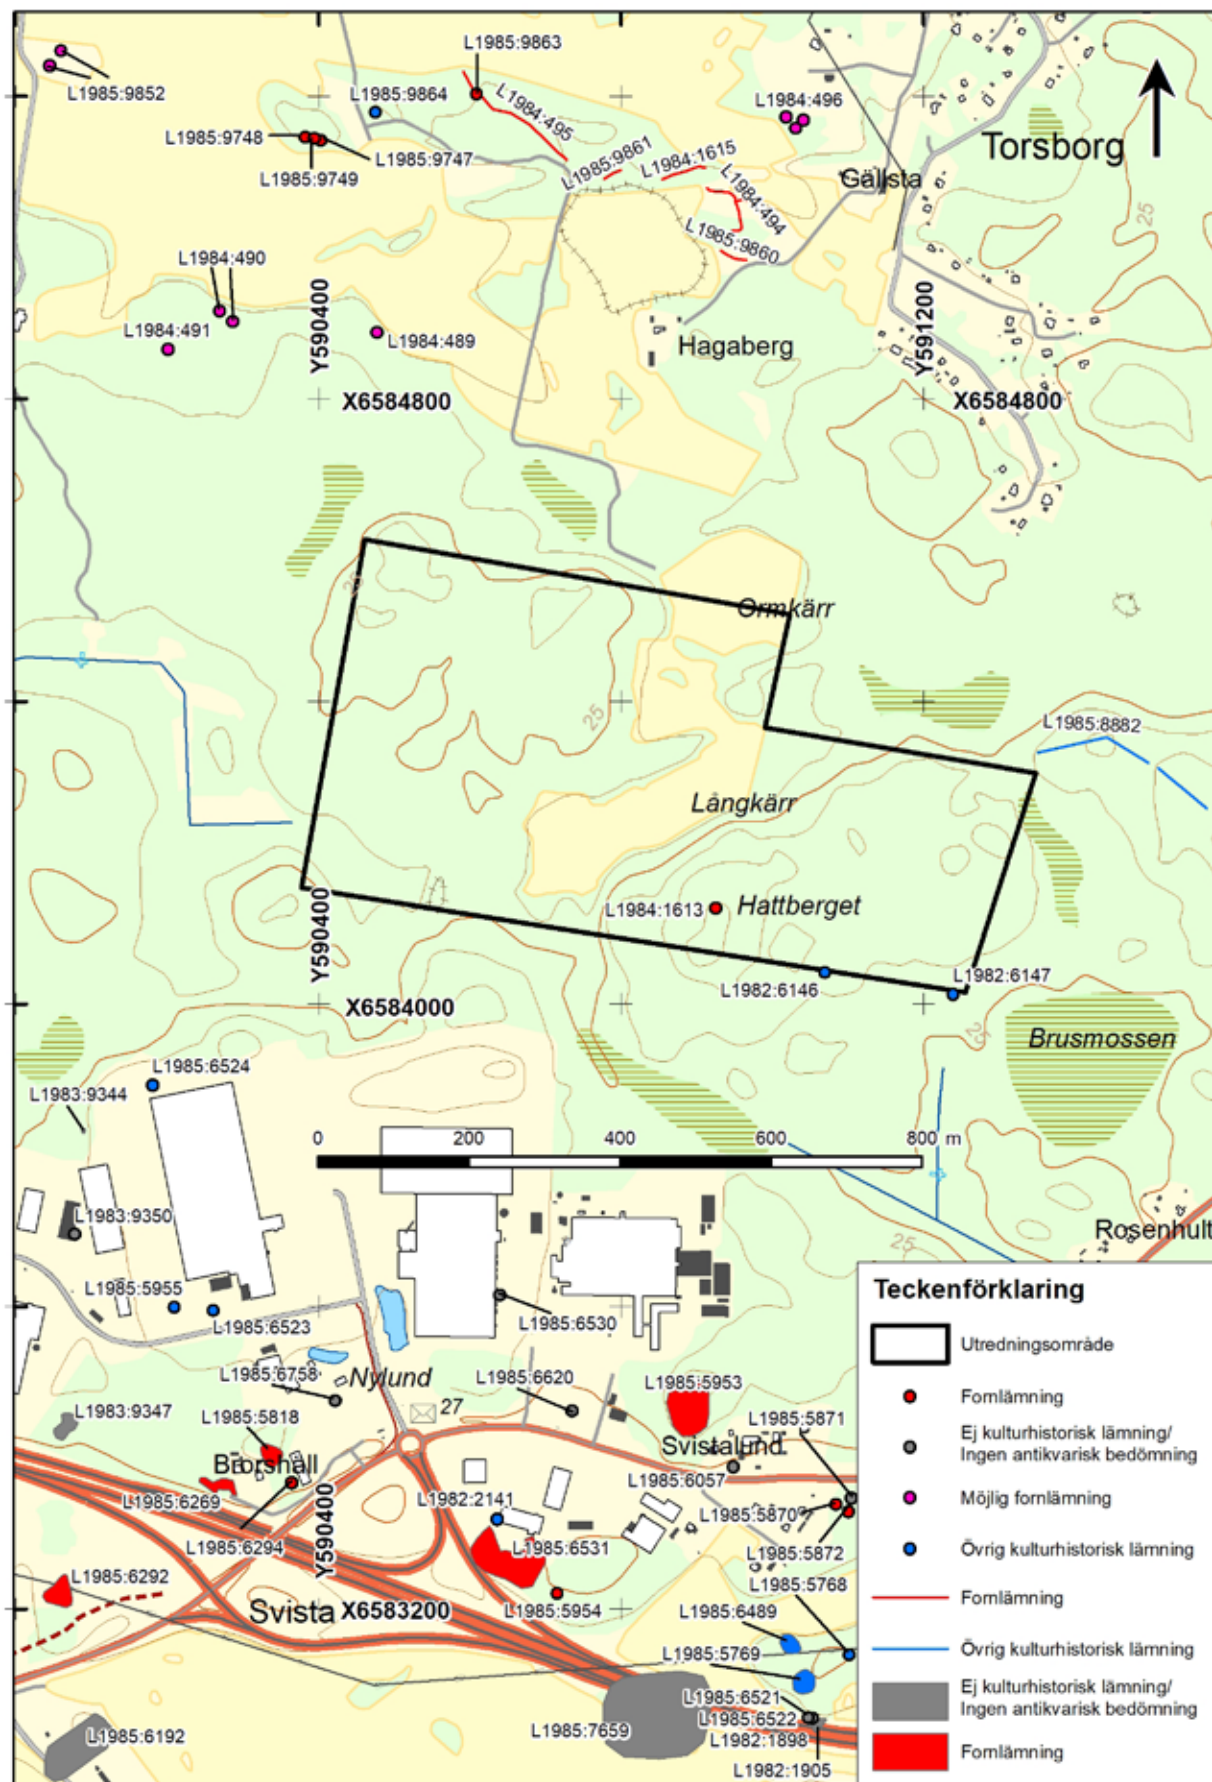 L1985:9863
L1985:9852
L1985:9864
L1984:495
L1984:496
Torsborg
L1985:9748
L1985:9747
L1985:9749
L1985:9861
L1984:1615
L1984:494
Gällsta
25
L1985:9860
L1984:490
L1984:491
L1984:489
Y590400
Hagaberg
Y591200
X6584800
X6584800
25
Ormkärr
25
L1985:8882
Långkärr
L1984:1613
Hattberget
Y590400
L1982:6146
L1982:6147
X6584000
25
Brusmossen
L1985:6524
L1983:9344
0 200 400 600 800 m
L1983:9350
Rosenhult
25
L1985:5955
L1985:6523
L1985:6530
L1985:6758
Nylund
L1985:6620
L1985:5953
L1985:5871
L1983:9347
L1985:5818
27
Svistalund
Brorshäll
L1985:6057
L1985:6269
L1982:2141
L1985:5870
L1985:6294
Y590400
L1985:6531
L1985:5872
L1985:6292
L1985:5768
Svista
X6583200
L1985:5954
L1985:6489
L1985:5769
L1985:6521
L1985:6192
L1985:7659
L1985:6522
L1982:1898
L1982:1905
Teckenförklaring
Utredningsområde
Fornlämning
Ej kulturhistorisk lämning/
Ingen antikvarisk bedömning
Möjlig fornlämning
Övrig kulturhistorisk lämning
Fornlämning
Övrig kulturhistorisk lämning
Ej kulturhistorisk lämning/
Ingen antikvarisk bedömning
Fornlämning